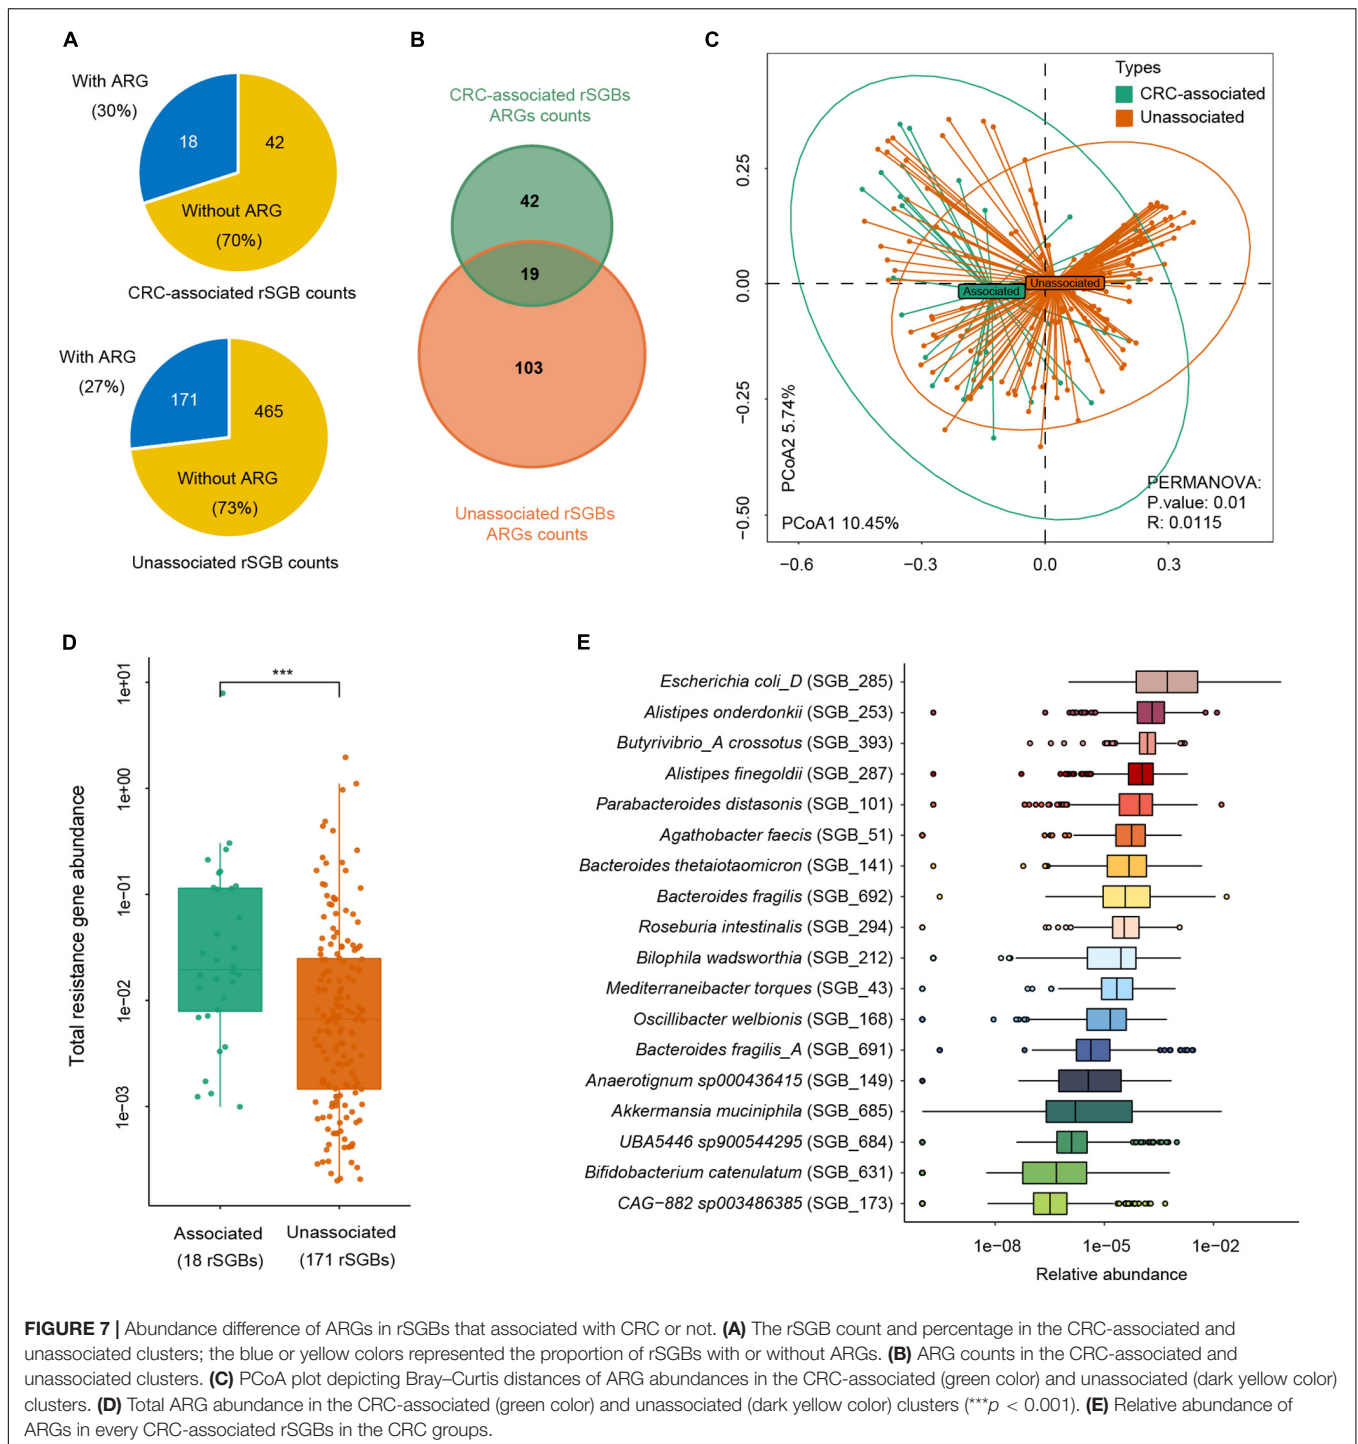 A
With ARG
(30%)
18
42
Without ARG
(70%)
CRC-associated rSGB counts
With ARG
(27%)
171
465
Without ARG
(73%)
Unassociated rSGB counts
B
CRC-associated rSGBs
ARGs counts
42
19
103
Unassociated rSGBs
ARGs counts
C
Types
CRC-associated
Unassociated
0.25
0.00
−0.25
−0.50
Associated
Unassociated
PCoA2 5.74%
PCoA1 10.45%
PERMANOVA:
P.value: 0.01
R: 0.0115
−0.6
−0.3
0.0
0.3
D
***
Total resistance gene abundance
1e+01
1e+00
1e−01
1e−02
1e−03
Associated
(18 rSGBs)
Unassociated
(171 rSGBs)
E
Escherichia coli_D (SGB_285)
Alistipes onderdonkii (SGB_253)
Butyrivibrio_A crossotus (SGB_393)
Alistipes finegoldii (SGB_287)
Parabacteroides distasonis (SGB_101)
Agathobacter faecis (SGB_51)
Bacteroides thetaiotaomicron (SGB_141)
Bacteroides fragilis (SGB_692)
Roseburia intestinalis (SGB_294)
Bilophila wadsworthia (SGB_212)
Mediterraneibacter torques (SGB_43)
Oscillibacter welbionis (SGB_168)
Bacteroides fragilis_A (SGB_691)
Anaerotignum sp000436415 (SGB_149)
Akkermansia muciniphila (SGB_685)
UBA5446 sp900544295 (SGB_684)
Bifidobacterium catenulatum (SGB_631)
CAG−882 sp003486385 (SGB_173)
1e−08
1e−05
1e−02
Relative abundance
FIGURE 7 | Abundance difference of ARGs in rSGBs that associated with CRC or not. (A) The rSGB count and percentage in the CRC-associated and
unassociated clusters; the blue or yellow colors represented the proportion of rSGBs with or without ARGs. (B) ARG counts in the CRC-associated and
unassociated clusters. (C) PCoA plot depicting Bray–Curtis distances of ARG abundances in the CRC-associated (green color) and unassociated (dark yellow color)
clusters. (D) Total ARG abundance in the CRC-associated (green color) and unassociated (dark yellow color) clusters (***p < 0.001). (E) Relative abundance of
ARGs in every CRC-associated rSGBs in the CRC groups.